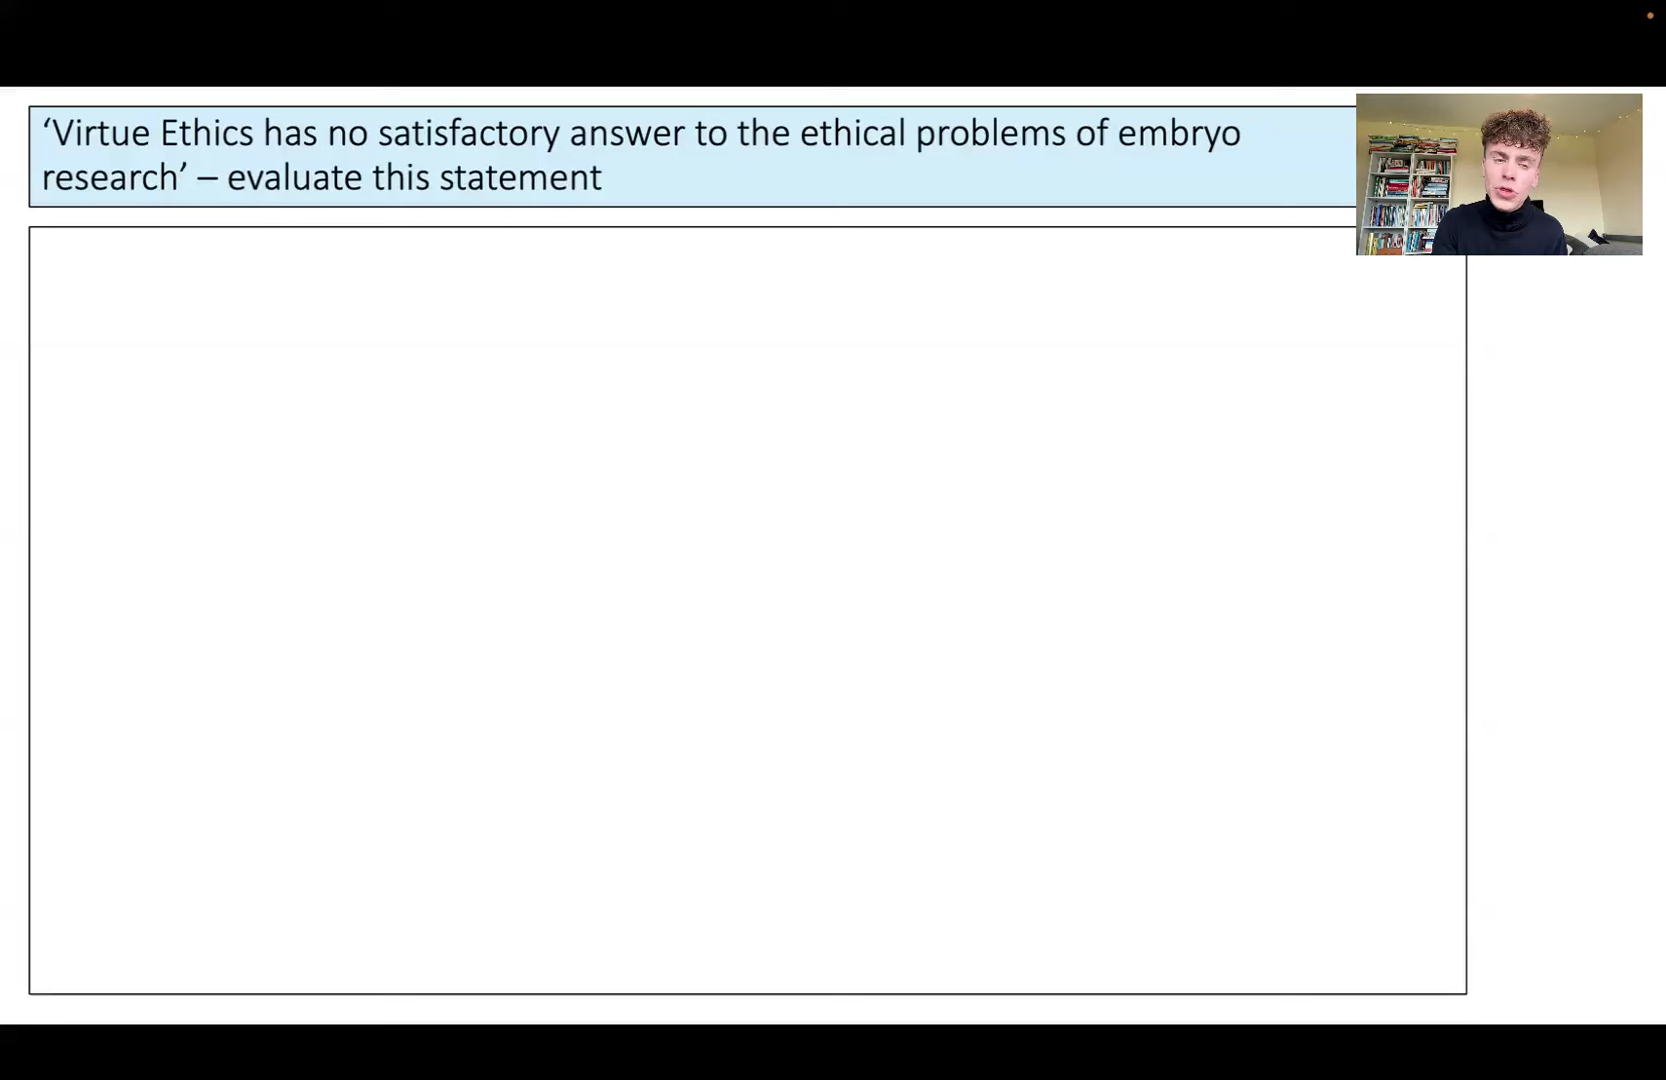 ‘Virtue Ethics has no satisfactory answer to the ethical problems of embryo
research’ – evaluate this statement